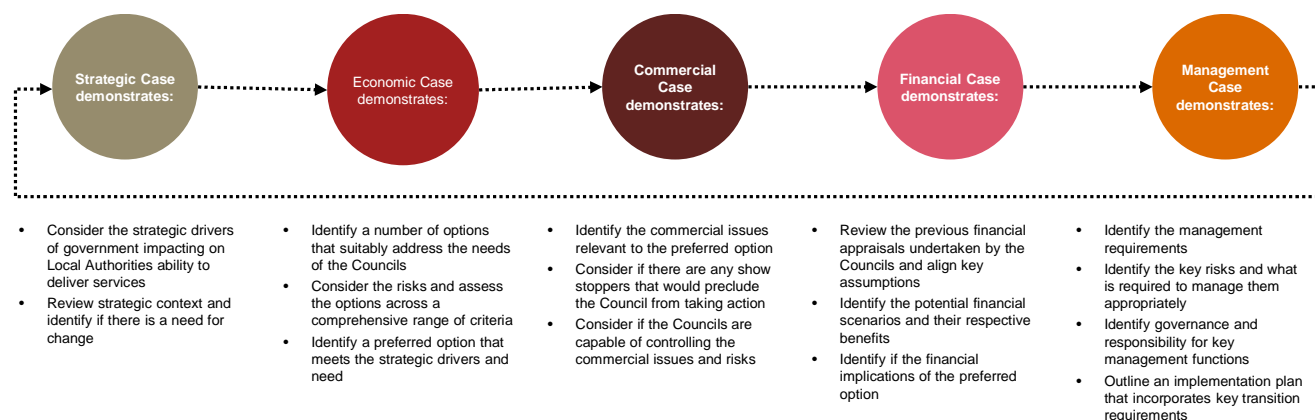 Strategic Case
demonstrates:
Economic Case
demonstrates:
Commercial
Case
demonstrates:
Financial Case
demonstrates:
Management
Case
demonstrates:
• Consider the strategic drivers
of government impacting on
Local Authorities ability to
deliver services
• Review strategic context and
identify if there is a need for
change
• Identify a number of options
that suitably address the needs
of the Councils
• Consider the risks and assess
the options across a
comprehensive range of criteria
• Identify a preferred option that
meets the strategic drivers and
need
• Identify the commercial issues
relevant to the preferred option
• Consider if there are any show
stoppers that would preclude
the Council from taking action
• Consider if the Councils are
capable of controlling the
commercial issues and risks
• Review the previous financial
appraisals undertaken by the
Councils and align key
assumptions
• Identify the potential financial
scenarios and their respective
benefits
• Identify if the financial
implications of the preferred
option
• Identify the management
requirements
• Identify the key risks and what
is required to manage them
appropriately
• Identify governance and
responsibility for key
management functions
• Outline an implementation plan
that incorporates key transition
requirements